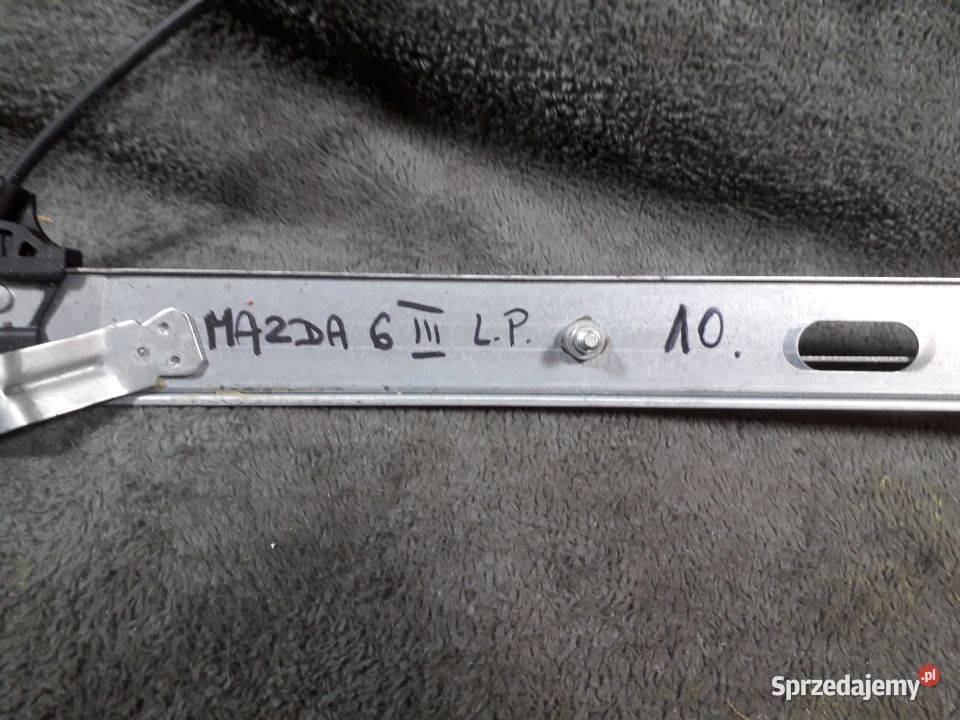 MAZDA 6 III L.P. 10.
Sprzedajemy.pl